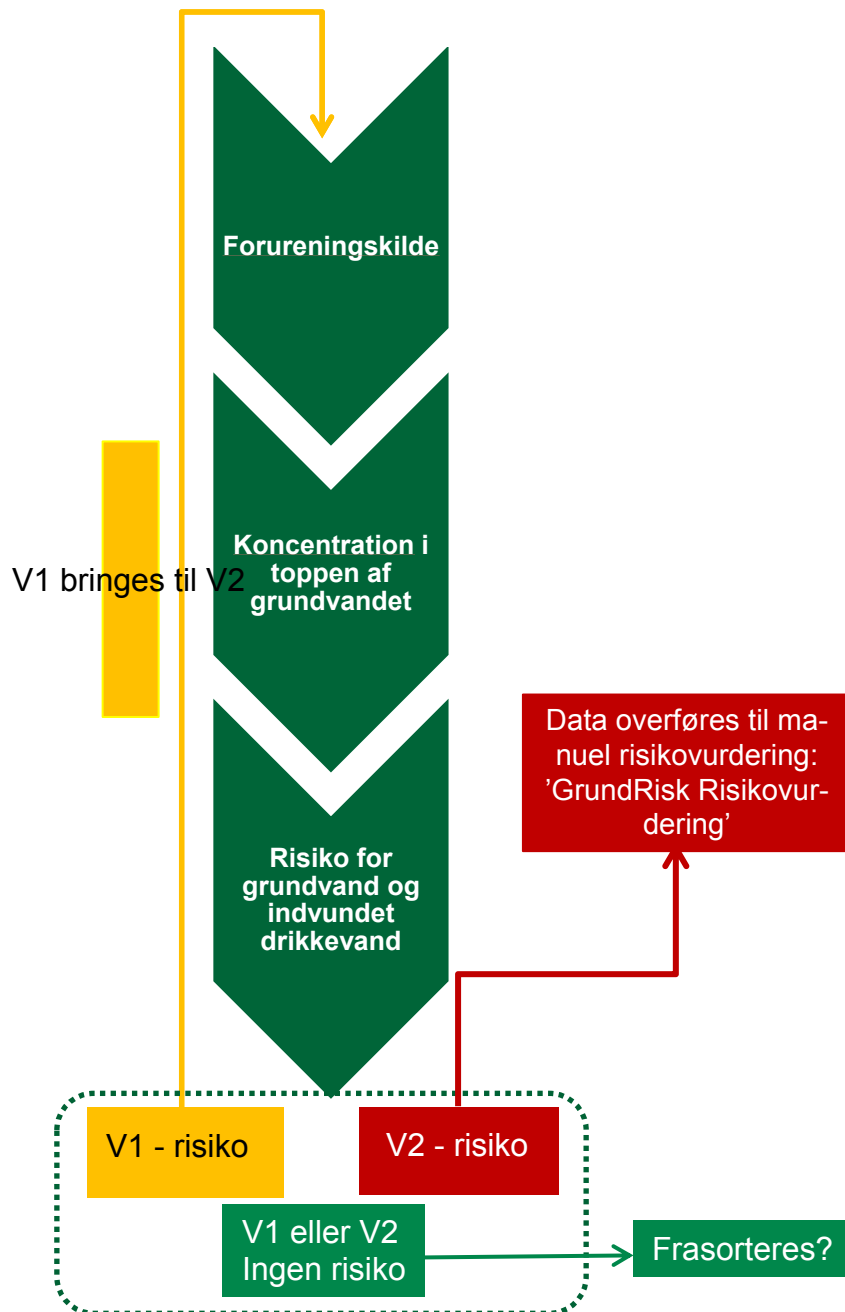 Forureningskilde
Koncentration i
toppen af
grundvandet
V1 bringes til V2
Data overføres til ma-
nuel risikovurdering:
’GrundRisk Risikovur-
dering’
Risiko for
grundvand og
indvundet
drikkevand
V1 - risiko
V2 - risiko
V1 eller V2
Ingen risiko
Frasorteres?